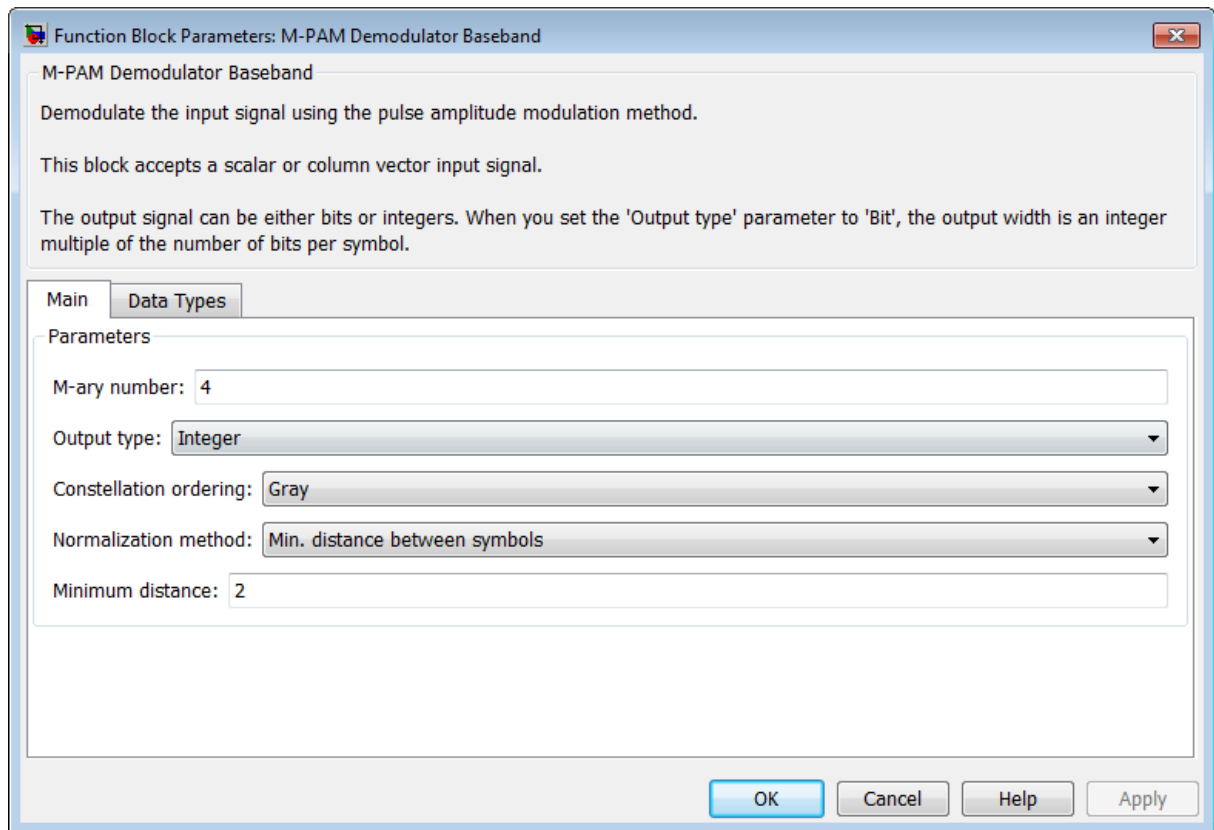 Function Block Parameters: M-PAM Demodulator Baseband
M-PAM Demodulator Baseband
Demodulate the input signal using the pulse amplitude modulation method.
This block accepts a scalar or column vector input signal.
The output signal can be either bits or integers. When you set the 'Output type' parameter to 'Bit', the output width is an integer
multiple of the number of bits per symbol.
Main Data Types
Parameters
M-ary number: 4
Output type: Integer
Constellation ordering: Gray
Normalization method: Min. distance between symbols
Minimum distance: 2
OK Cancel Help Apply